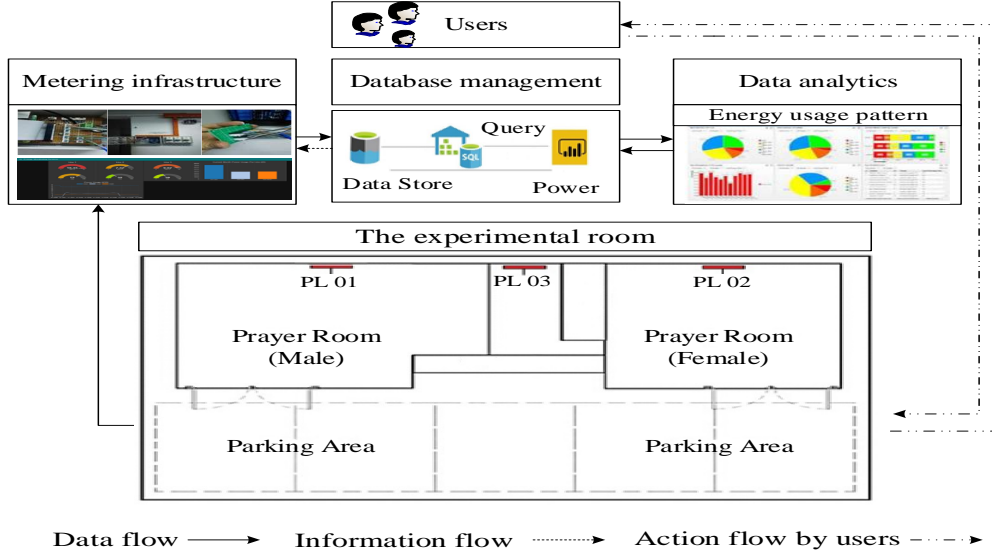 Users
Metering infrastructure
Database management
Data analytics
Energy usage pattern
Query
SQL
Data Store
Power
The experimental room
PL 01
PL 03
PL 02
Prayer Room
(Male)
Prayer Room
(Female)
Parking Area
Parking Area
Data flow
Information flow
Action flow by users